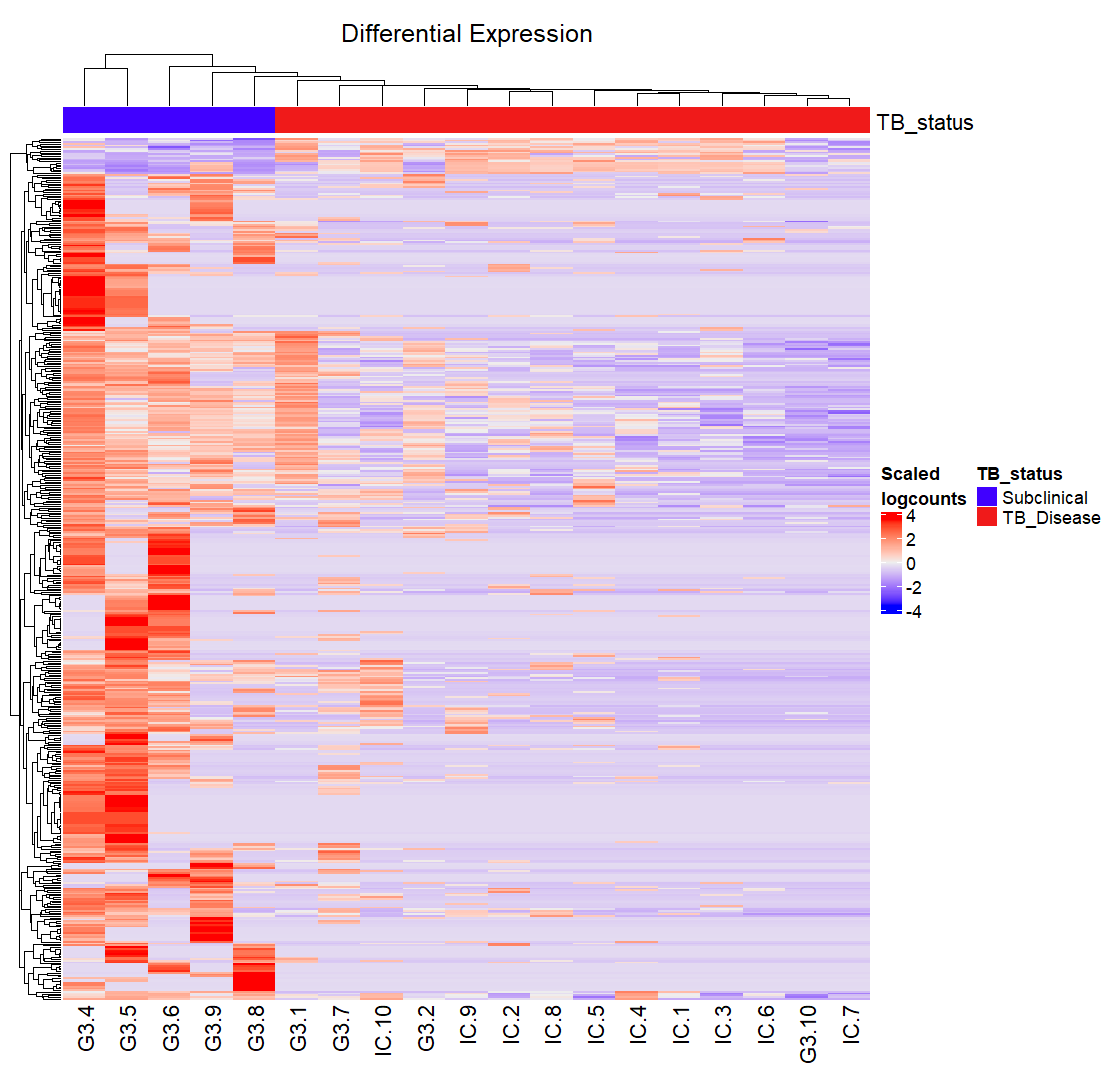 Differential Expression
TB_status
Scaled
logcounts
4
2
0
-2
-4
TB_status
Subclinical
TB_Disease
G3.4
G3.5
G3.6
G3.9
G3.8
G3.1
G3.7
IC.10
G3.2
IC.9
IC.2
IC.8
IC.5
IC.4
IC.1
IC.3
IC.6
G3.10
IC.7